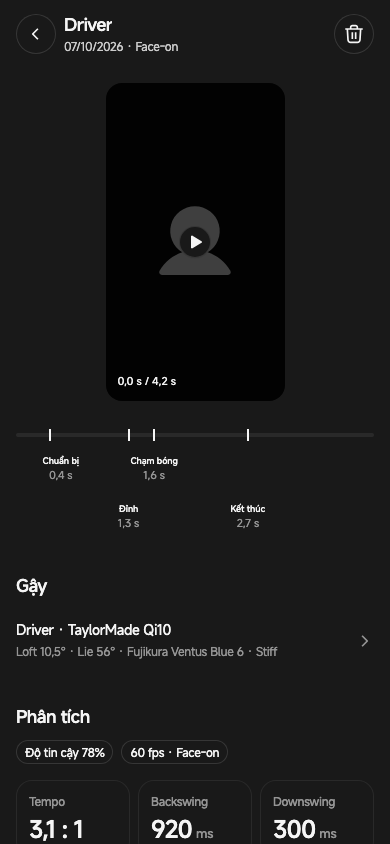 Driver
07/10/2026 · Face-on
0,0 s / 4,2 s
Chuẩn bị
0,4 s
Chạm bóng
1,6 s
Đỉnh
1,3 s
Kết thúc
2,7 s
Gậy
Driver · TaylorMade Qi10
Loft 10,5° · Lie 56° · Fujikura Ventus Blue 6 · Stiff
Phân tích
Độ tin cậy 78%
60 fps · Face-on
Tempo
3,1 : 1
Backswing
920 ms
Downswing
300 ms